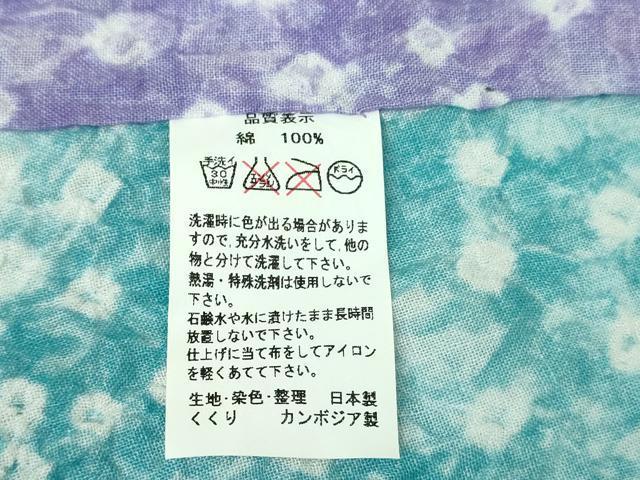 品質表示
綿 100%
手洗イ
30
中性
エンソ
サラシ
ドライ
洗濯時に色が出る場合がありま
すので,充分水洗いをして,他の
物と分けて洗濯して下さい。
熱湯・特殊洗剤は使用しないで
下さい。
石鹸水や水に漬けたまま長時間
放置しないで下さい。
仕上げに当て布をしてアイロン
を軽くあてて下さい。
生地・染色・整理 日本製
くくり カンボジア製